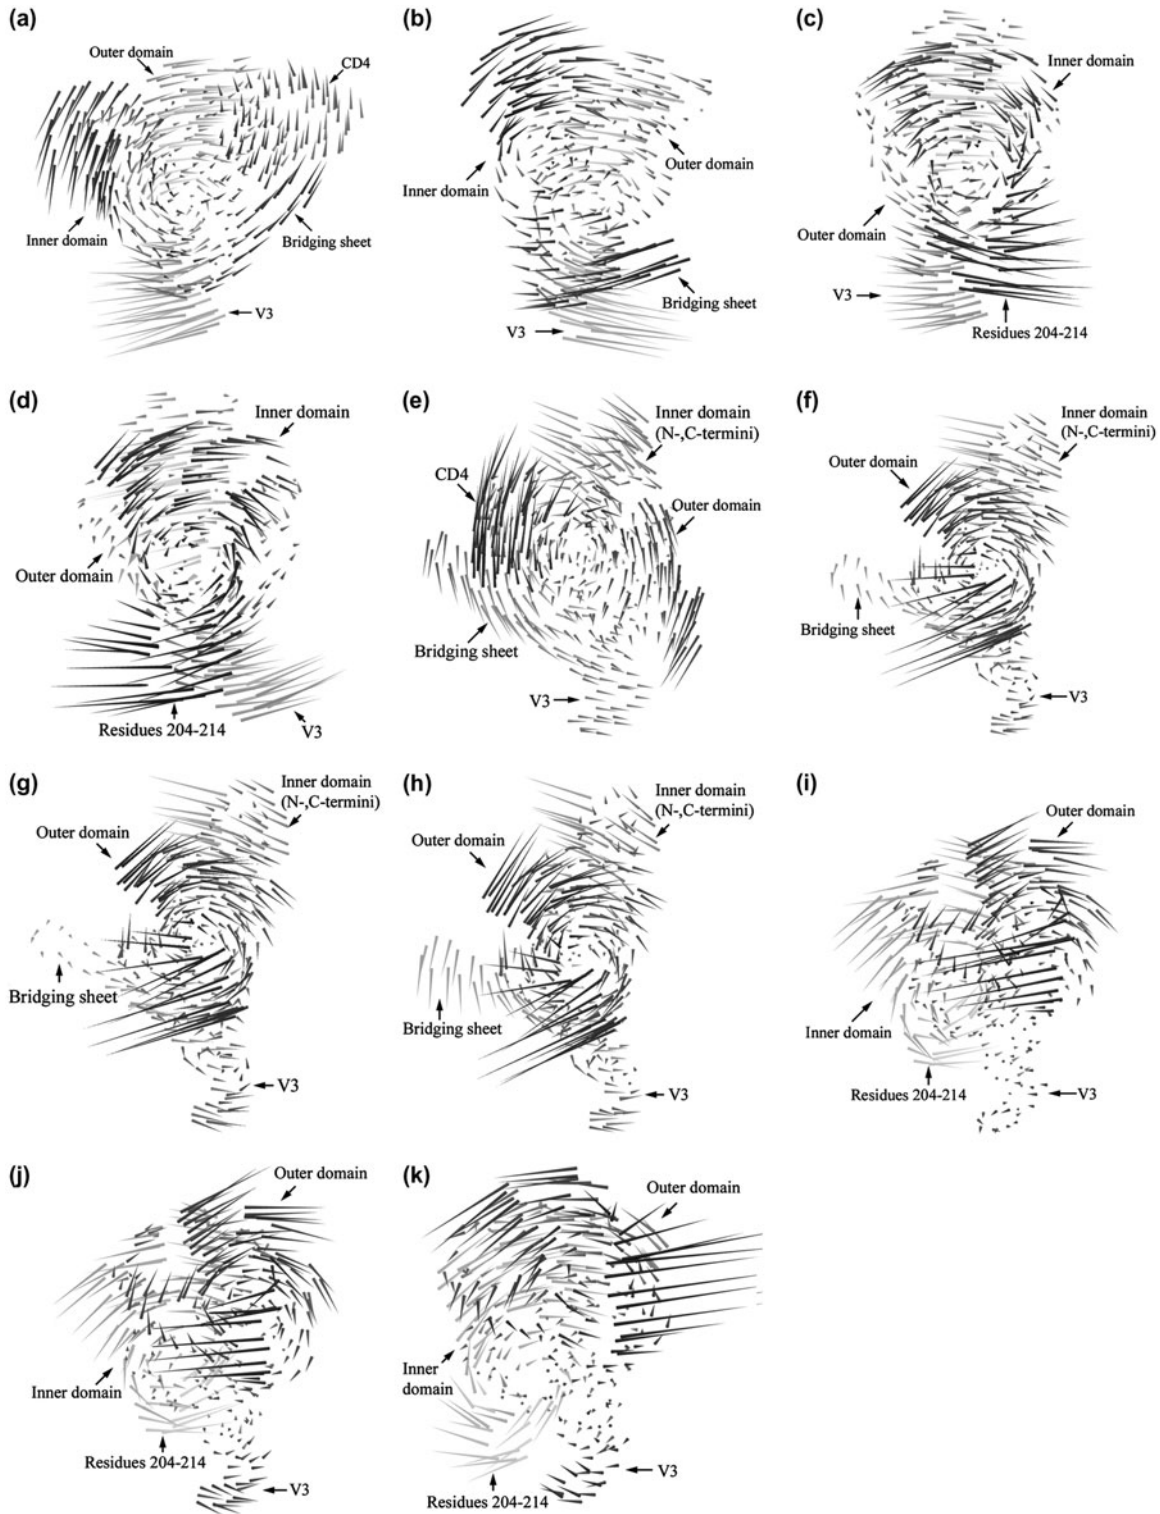 (a)
Outer domain
CD4
Inner domain
Bridging sheet
V3
(b)
Inner domain
Outer domain
Bridging sheet
V3
(c)
Inner domain
Outer domain
V3
Residues 204-214
(d)
Inner domain
Outer domain
Residues 204-214
V3
(e)
Inner domain
(N-,C-termini)
CD4
Outer domain
Bridging sheet
V3
(f)
Inner domain
(N-,C-termini)
Outer domain
Bridging sheet
V3
(g)
Inner domain
(N-,C-termini)
Outer domain
Bridging sheet
V3
(h)
Inner domain
(N-,C-termini)
Outer domain
Bridging sheet
V3
(i)
Outer domain
Inner domain
Residues 204-214
V3
(j)
Outer domain
Inner domain
Residues 204-214
V3
(k)
Outer domain
Inner
domain
V3
Residues 204-214